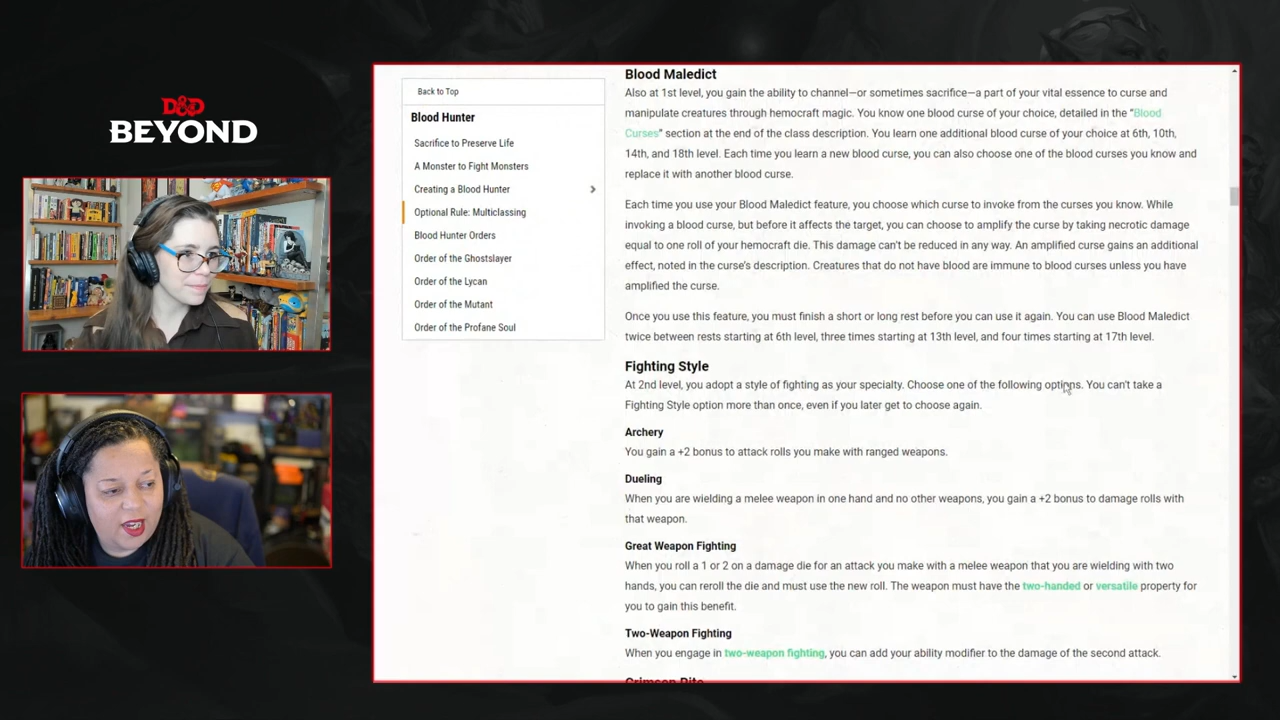 D&D
BEYOND
Back to Top
Blood Hunter
Sacrifice to Preserve Life
A Monster to Fight Monsters
Creating a Blood Hunter
Optional Rule: Multiclassing
Blood Hunter Orders
Order of the Ghostslayer
Order of the Lycan
Order of the Mutant
Order of the Profane Soul
Blood Maledict
Also at 1st level, you gain the ability to channel—or sometimes sacrifice—a part of your vital essence to curse and
manipulate creatures through hemocraft magic. You know one blood curse of your choice, detailed in the “Blood
Curses” section at the end of the class description. You learn one additional blood curse of your choice at 6th, 10th,
14th, and 18th level. Each time you learn a new blood curse, you can also choose one of the blood curses you know and
replace it with another blood curse.
Each time you use your Blood Maledict feature, you choose which curse to invoke from the curses you know. While
invoking a blood curse, but before it affects the target, you can choose to amplify the curse by taking necrotic damage
equal to one roll of your hemocraft die. This damage can't be reduced in any way. An amplified curse gains an additional
effect, noted in the curse's description. Creatures that do not have blood are immune to blood curses unless you have
amplified the curse.
Once you use this feature, you must finish a short or long rest before you can use it again. You can use Blood Maledict
twice between rests starting at 6th level, three times starting at 13th level, and four times starting at 17th level.
Fighting Style
At 2nd level, you adopt a style of fighting as your specialty. Choose one of the following options. You can't take a
Fighting Style option more than once, even if you later get to choose again.
Archery
You gain a +2 bonus to attack rolls you make with ranged weapons.
Dueling
When you are wielding a melee weapon in one hand and no other weapons, you gain a +2 bonus to damage rolls with
that weapon.
Great Weapon Fighting
When you roll a 1 or 2 on a damage die for an attack you make with a melee weapon that you are wielding with two
hands, you can reroll the die and must use the new roll. The weapon must have the two-handed or versatile property for
you to gain this benefit.
Two-Weapon Fighting
When you engage in two-weapon fighting, you can add your ability modifier to the damage of the second attack.
Crimson Rite